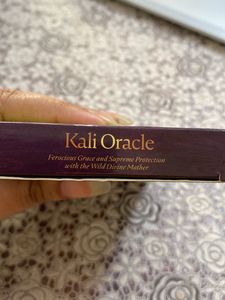 Kali Oracle
Ferocious Grace and Supreme Protection
with the Wild Divine Mother